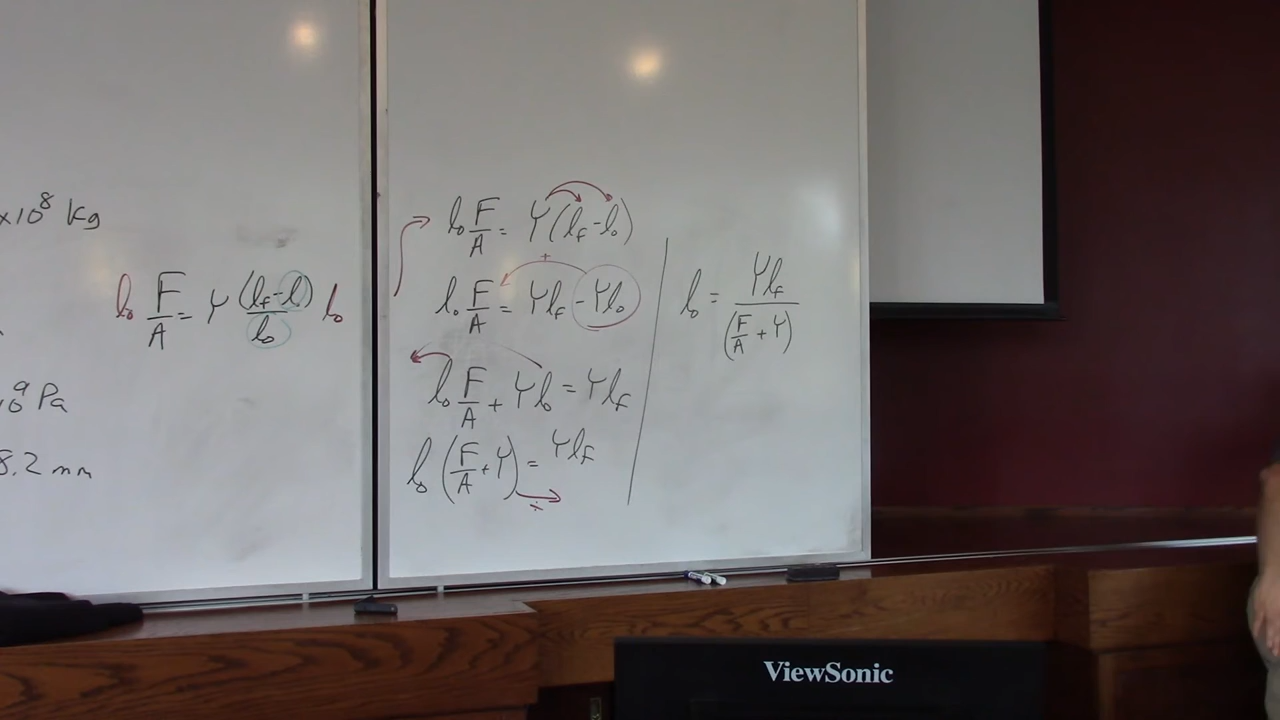 x10⁸ Kg
l₀ F/A = Y (l_f - l)/l₀ l₀
10⁹ Pa
8.2 mm
l₀ F/A = Y(l_f - l₀)
+
l₀ F/A = Yl_f - Yl₀
l₀ F/A + Yl₀ = Yl_f
l₀ (F/A + Y) = Yl_f
÷
l₀ = Yl_f/(F/A + Y)
ViewSonic